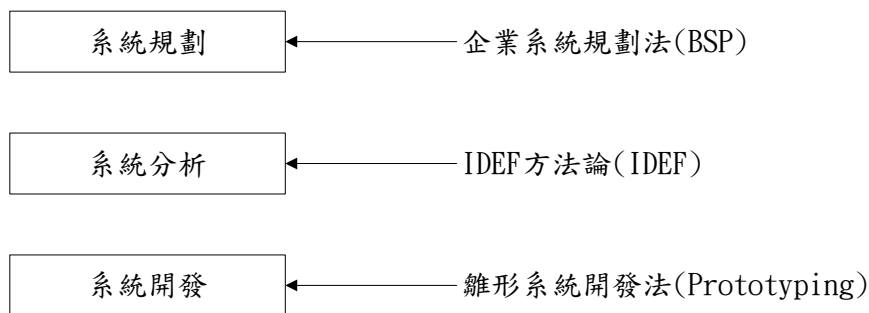 系統規劃
企業系統規劃法(BSP)
系統分析
IDEF方法論(IDEF)
系統開發
雛形系統開發法(Prototyping)